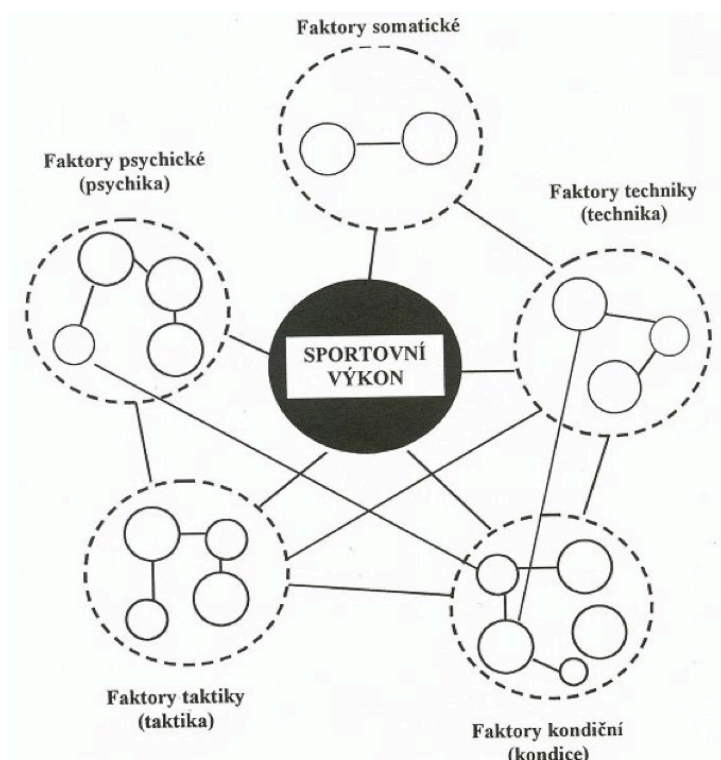 Faktory somatické
Faktory psychické
(psychika)
Faktory techniky
(technika)
SPORTOVNÍ
VÝKON
Faktory taktiky
(taktika)
Faktory kondiční
(kondice)